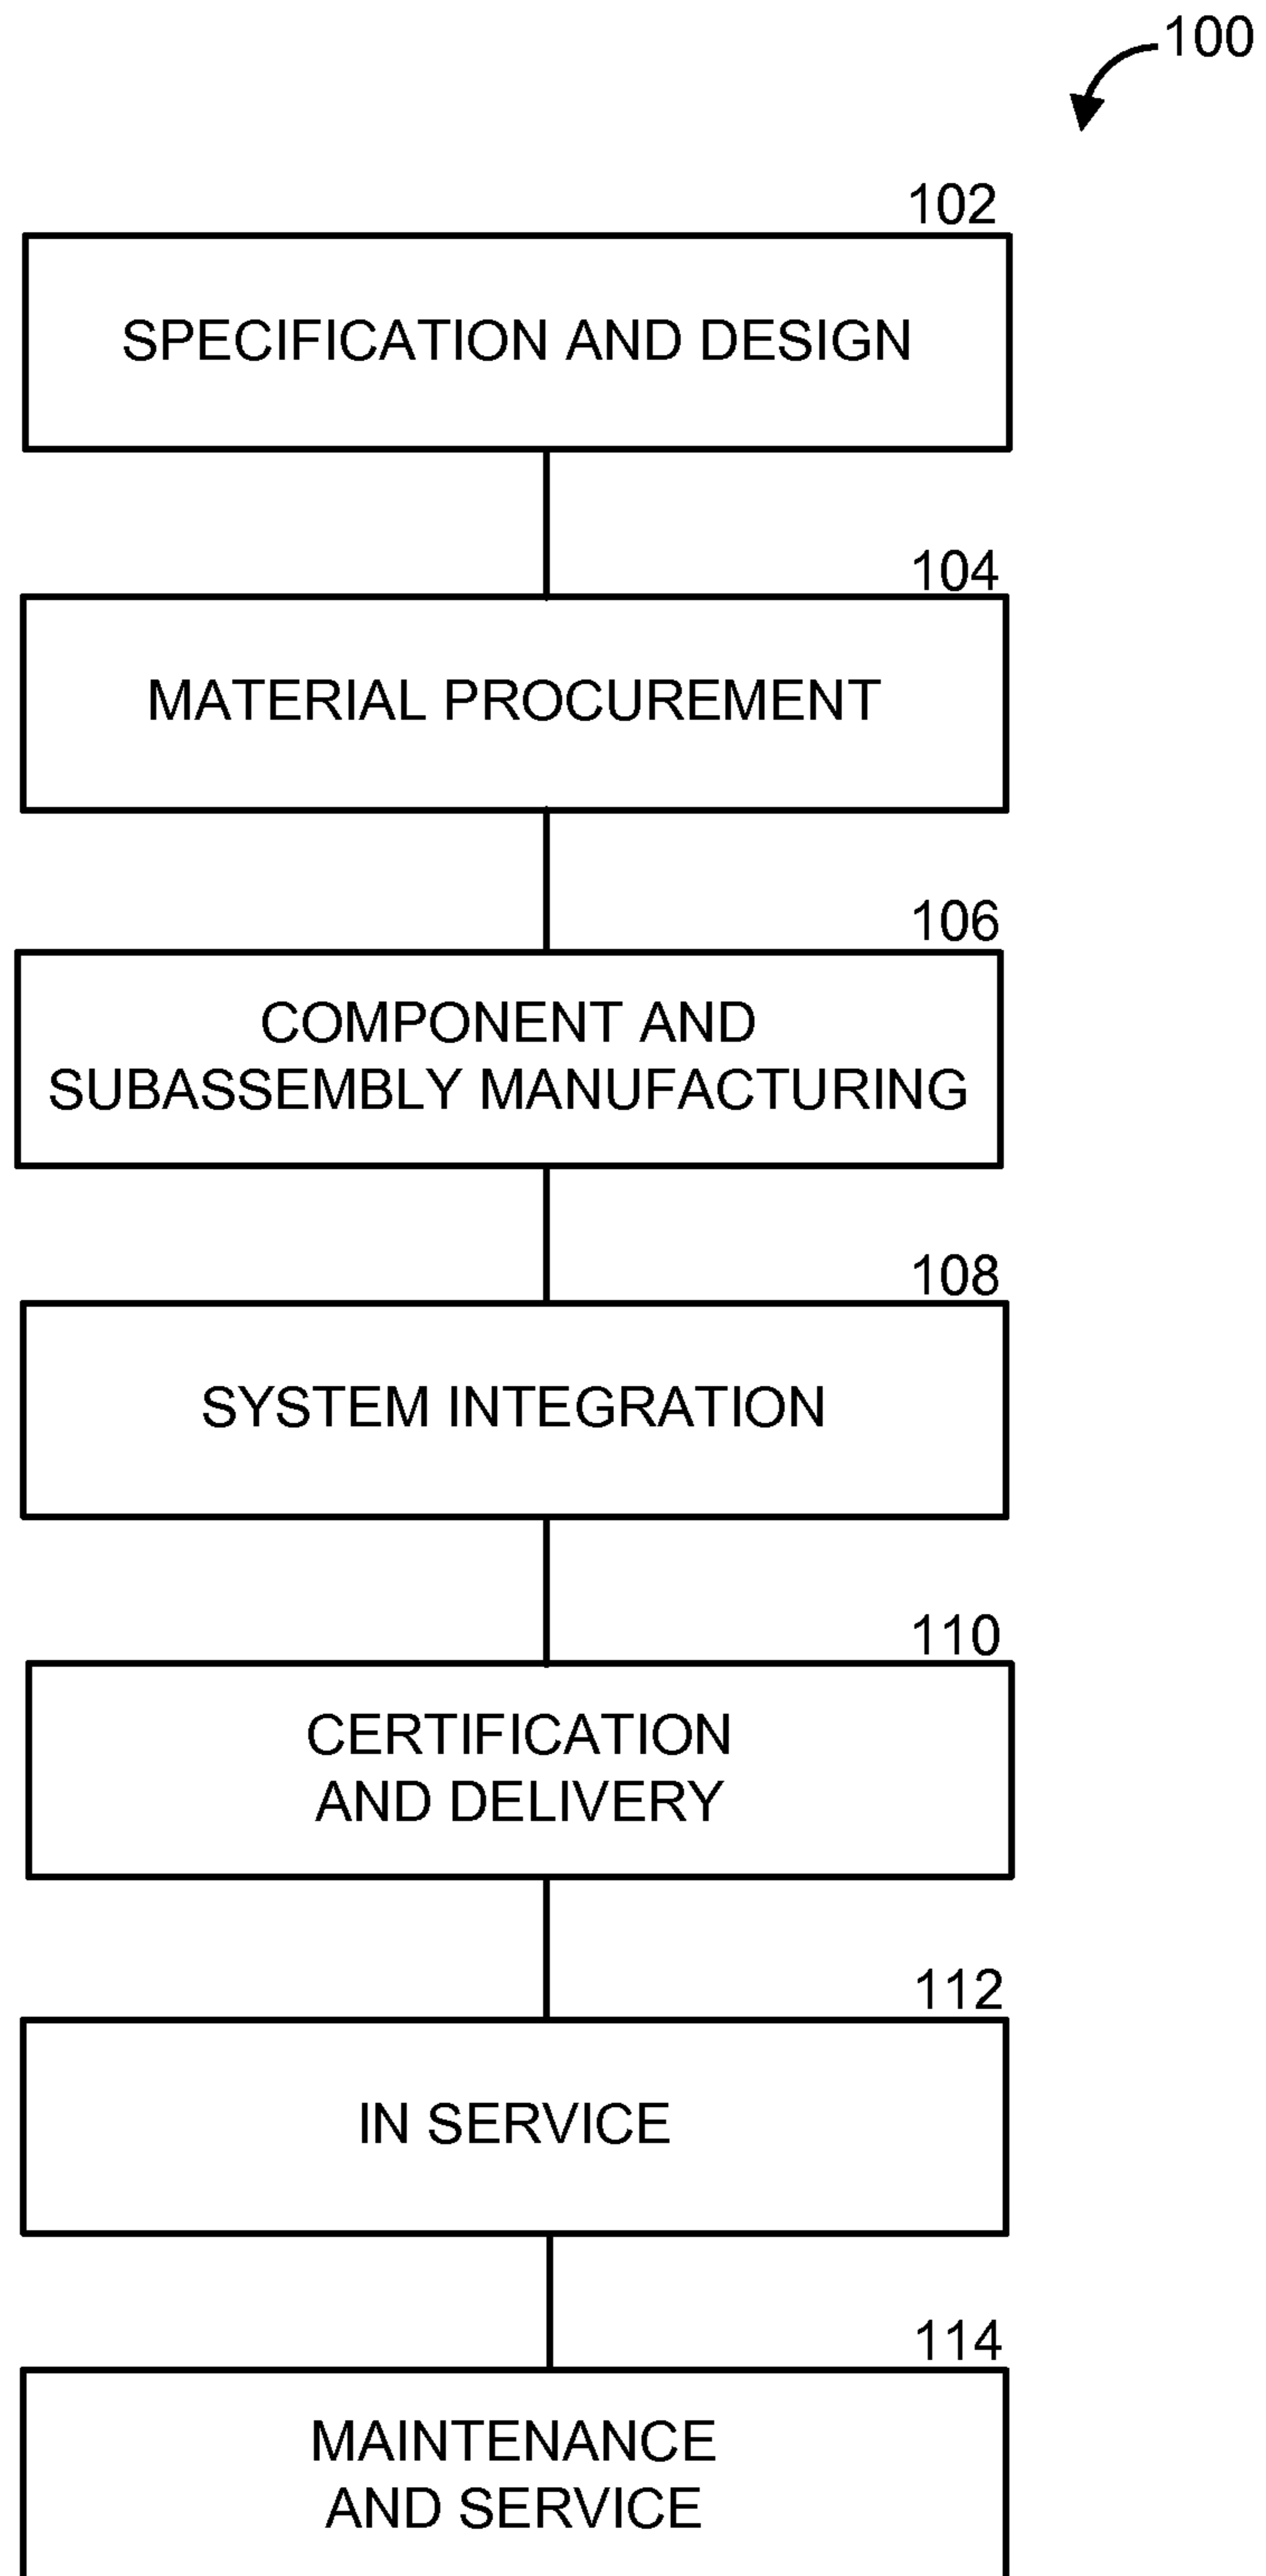 100
102
SPECIFICATION AND DESIGN
104
MATERIAL PROCUREMENT
106
COMPONENT AND
SUBASSEMBLY MANUFACTURING
108
SYSTEM INTEGRATION
110
CERTIFICATION
AND DELIVERY
112
IN SERVICE
114
MAINTENANCE
AND SERVICE